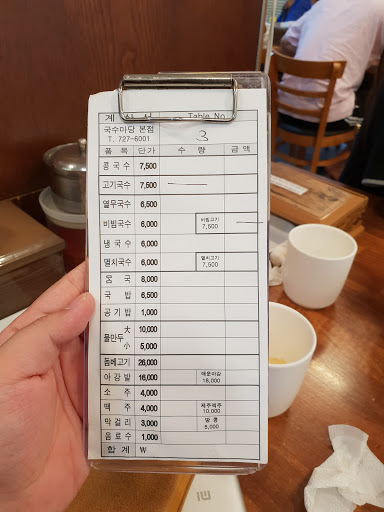 계 산 서 Table No.
국수마당 본점
T. 727-6001
3
품 목 단가 수 량 금 액
콩 국 수 7,500
고기국수 7,500
열무국수 6,500
비빔국수 6,000 비빔고기 7,500
냉 국 수 6,000
멸치국수 6,000 멸치고기 7,500
몸 국 8,000
국 밥 6,500
공 기 밥 1,000
물만두 大 10,000
小 5,000
돔베고기 26,000
아 강 발 16,000 매운아강 18,000
소 주 4,000
맥 주 4,000 제주맥주 10,000
막 걸 리 3,000 땅 콩 5,000
음 료 수 1,000
합 계 W